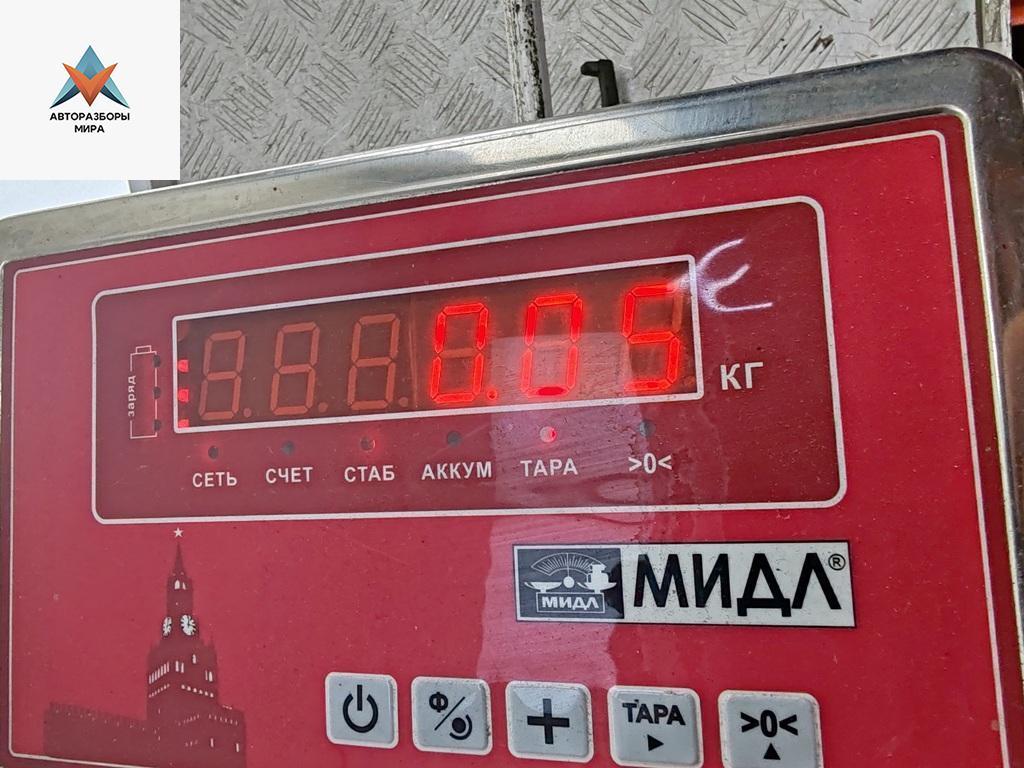 АВТОРАЗБОРЫ
МИРА
0.05
КГ
заряд
СЕТЬ СЧЕТ СТАБ АККУМ ТАРА >0<
МИДЛ
МИДЛ®
Ф/
+
ТАРА
>0<